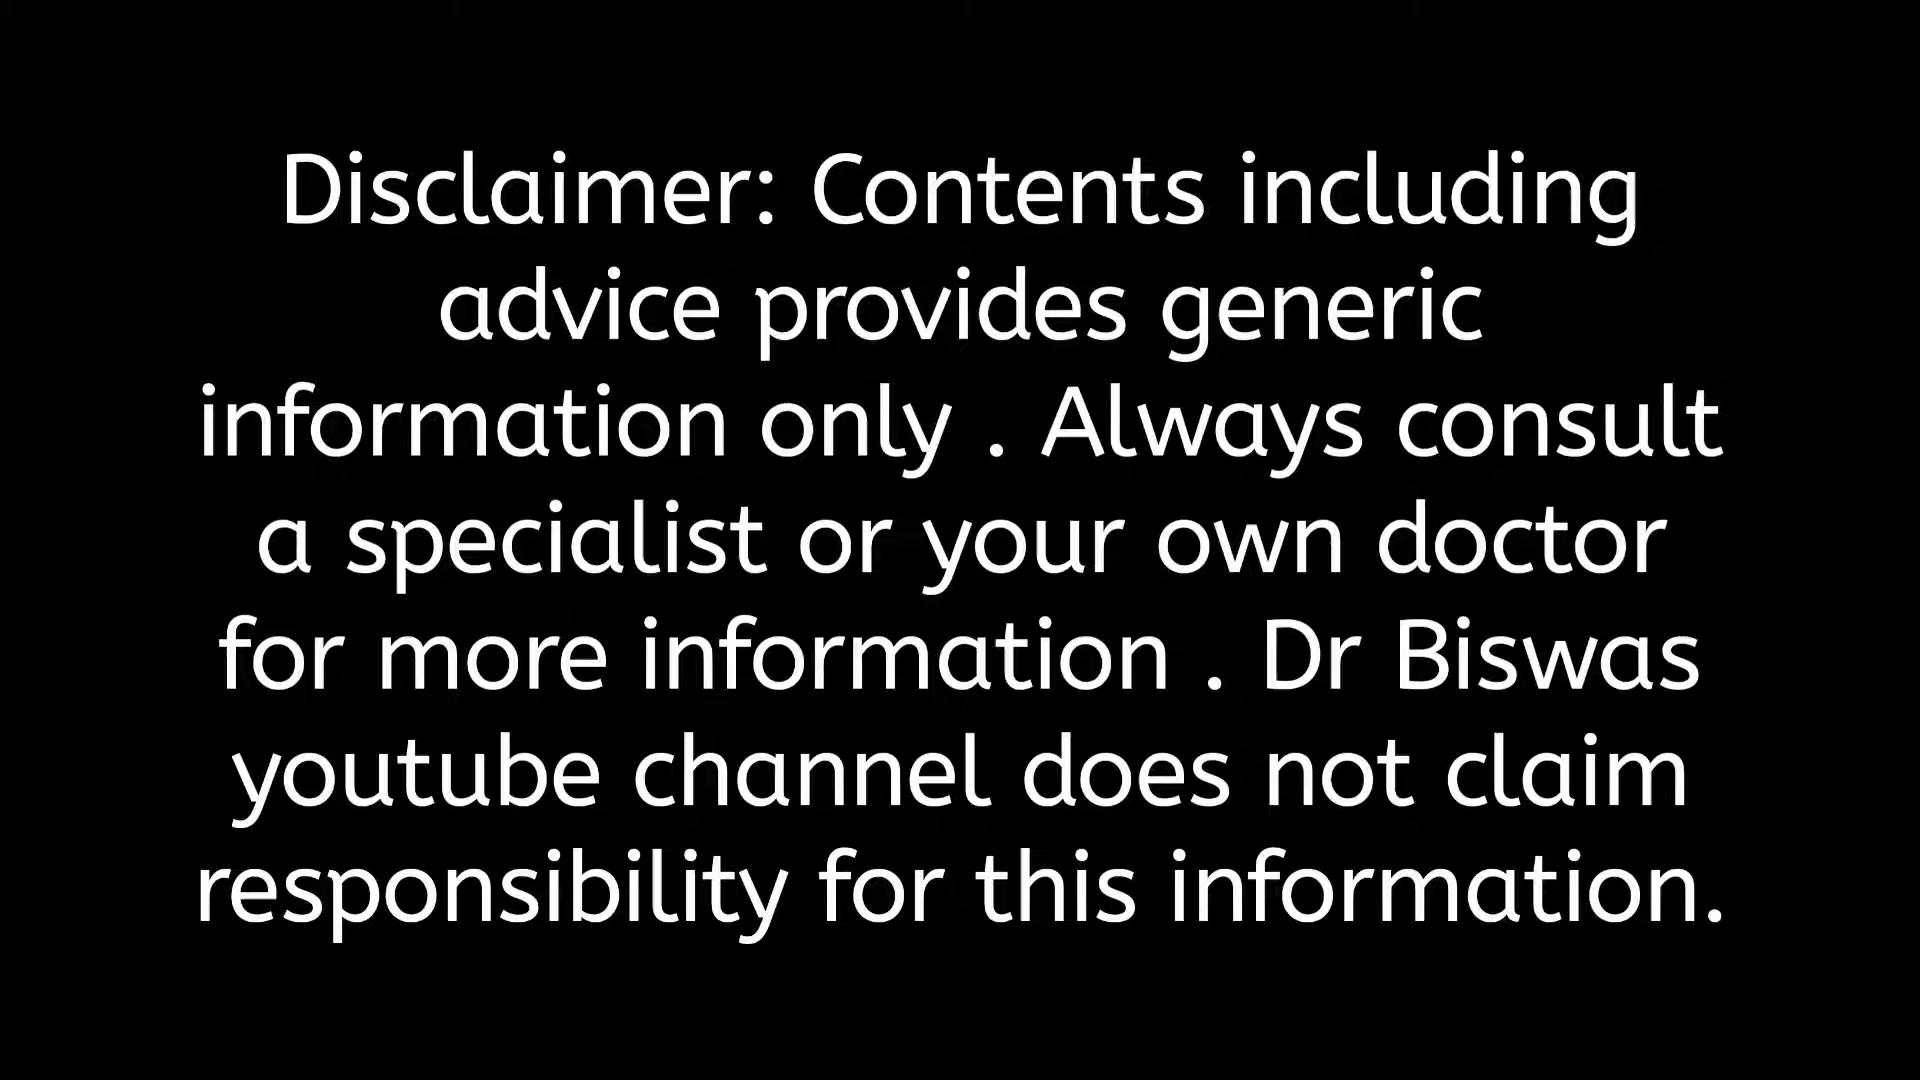 Disclaimer: Contents including
advice provides generic
information only . Always consult
a specialist or your own doctor
for more information . Dr Biswas
youtube channel does not claim
responsibility for this information.